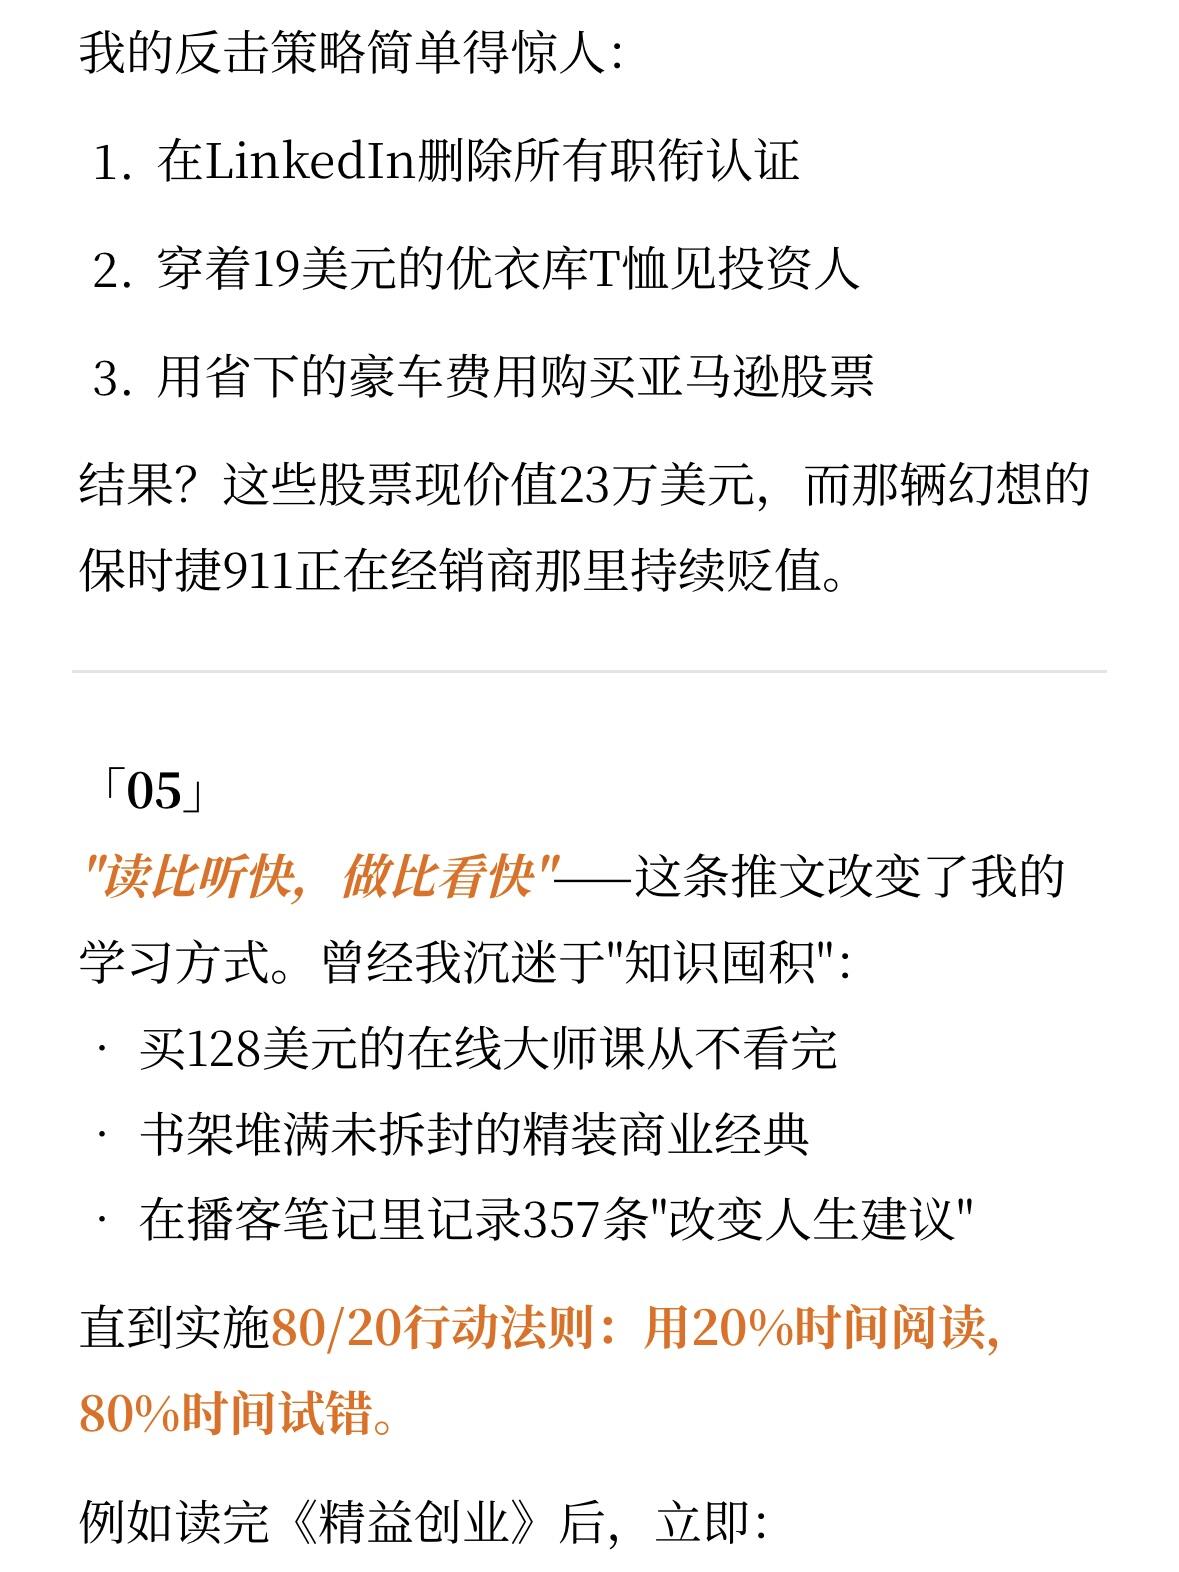 我的反击策略简单得惊人：
1. 在LinkedIn删除所有职衔认证
2. 穿着19美元的优衣库T恤见投资人
3. 用省下的豪车费用购买亚马逊股票
结果？这些股票现价值23万美元，而那辆幻想的
保时捷911正在经销商那里持续贬值。
「05」
"读比听快，做比看快"——这条推文改变了我的
学习方式。曾经我沉迷于"知识囤积"：
· 买128美元的在线大师课从不看完
· 书架堆满未拆封的精装商业经典
· 在播客笔记里记录357条"改变人生建议"
直到实施80/20行动法则：用20%时间阅读，
80%时间试错。
例如读完《精益创业》后，立即：